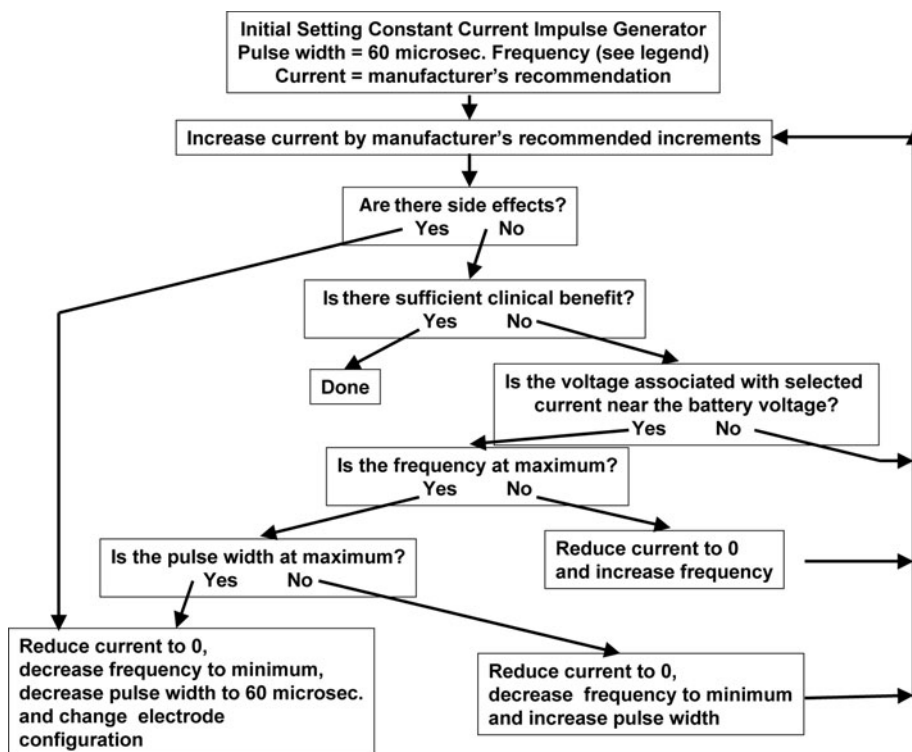 Initial Setting Constant Current Impulse Generator
Pulse width = 60 microsec. Frequency (see legend)
Current = manufacturer's recommendation
Increase current by manufacturer's recommended increments
Are there side effects?
Yes No
Is there sufficient clinical benefit?
Yes No
Done
Is the voltage associated with selected
current near the battery voltage?
Yes No
Is the frequency at maximum?
Yes No
Reduce current to 0
and increase frequency
Is the pulse width at maximum?
Yes No
Reduce current to 0,
decrease frequency to minimum,
decrease pulse width to 60 microsec.
and change electrode
configuration
Reduce current to 0,
decrease frequency to minimum
and increase pulse width